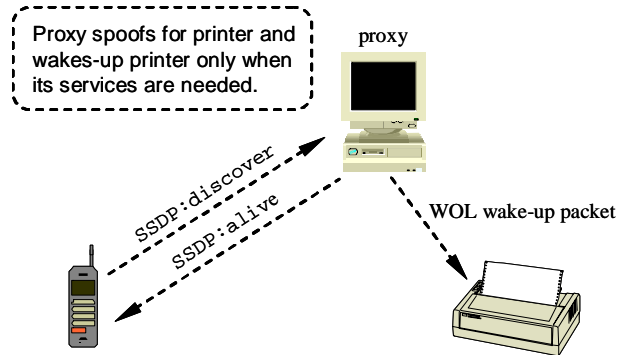 Proxy spoofs for printer and
wakes-up printer only when
its services are needed.
proxy
SSDP:discover
SSDP:alive
WOL wake-up packet